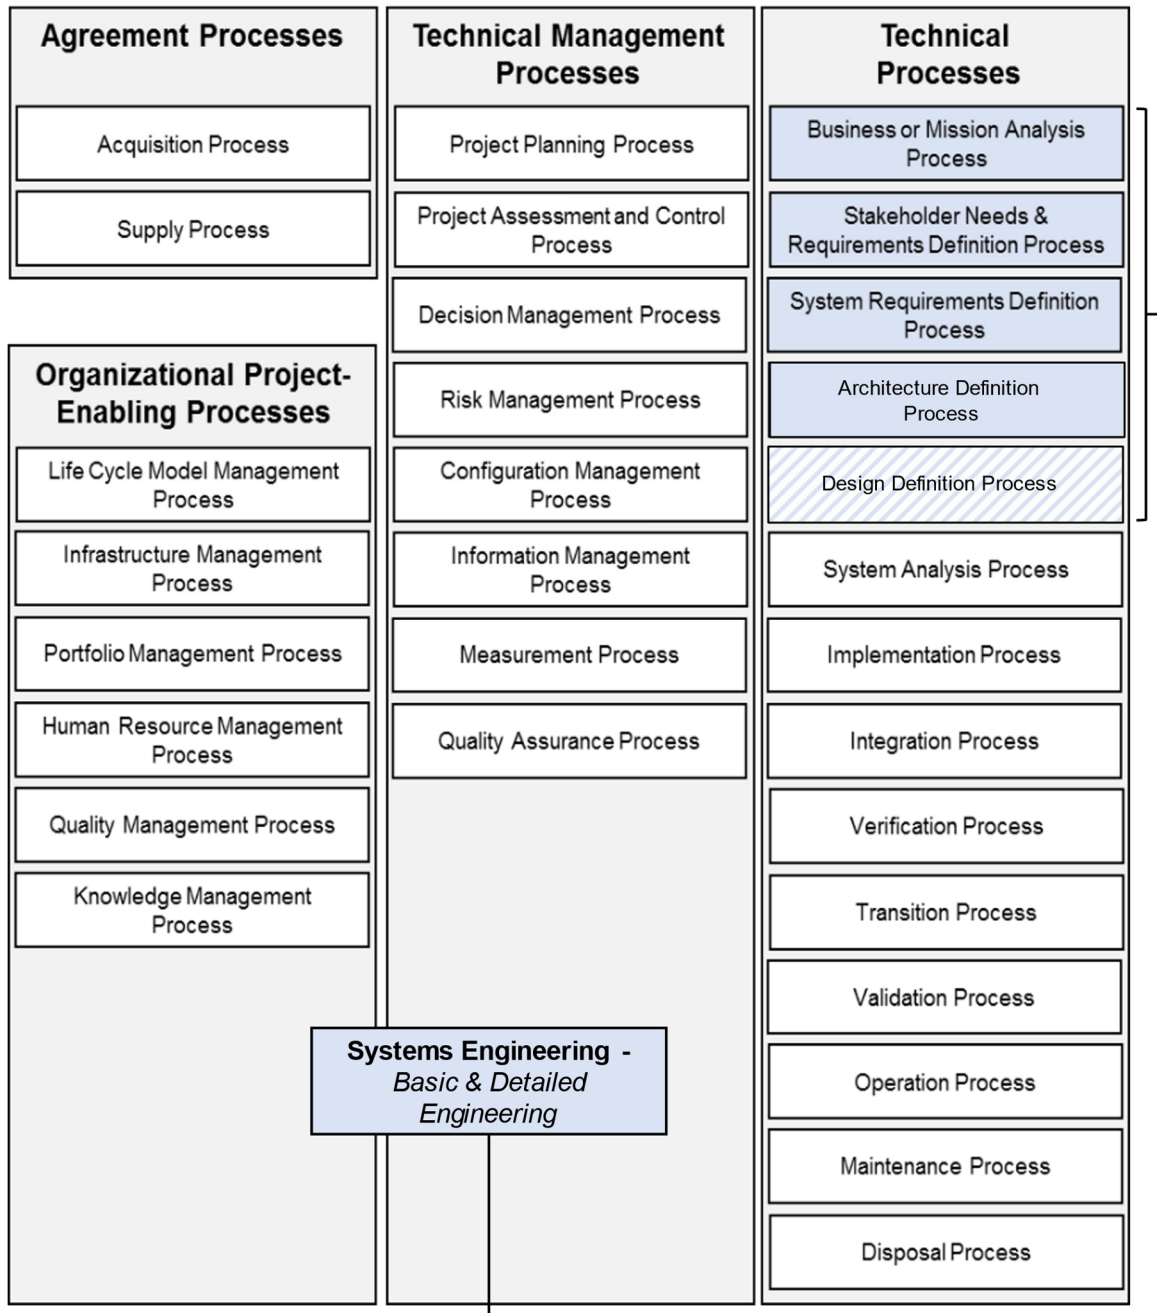 Agreement Processes
Acquisition Process
Supply Process
Organizational Project-
Enabling Processes
Life Cycle Model Management
Process
Infrastructure Management
Process
Portfolio Management Process
Human Resource Management
Process
Quality Management Process
Knowledge Management
Process
Technical Management
Processes
Project Planning Process
Project Assessment and Control
Process
Decision Management Process
Risk Management Process
Configuration Management
Process
Information Management
Process
Measurement Process
Quality Assurance Process
Systems Engineering -
Basic & Detailed
Engineering
Technical
Processes
Business or Mission Analysis
Process
Stakeholder Needs &
Requirements Definition Process
System Requirements Definition
Process
Architecture Definition
Process
Design Definition Process
System Analysis Process
Implementation Process
Integration Process
Verification Process
Transition Process
Validation Process
Operation Process
Maintenance Process
Disposal Process